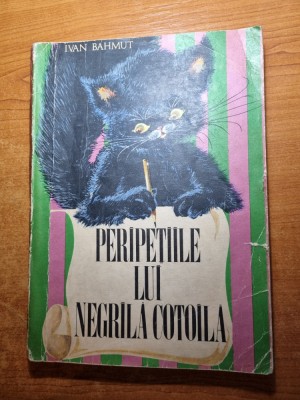 IVAN BAHMUT
PERIPEȚIILE
LUI
NEGRILĂ COTOILĂ